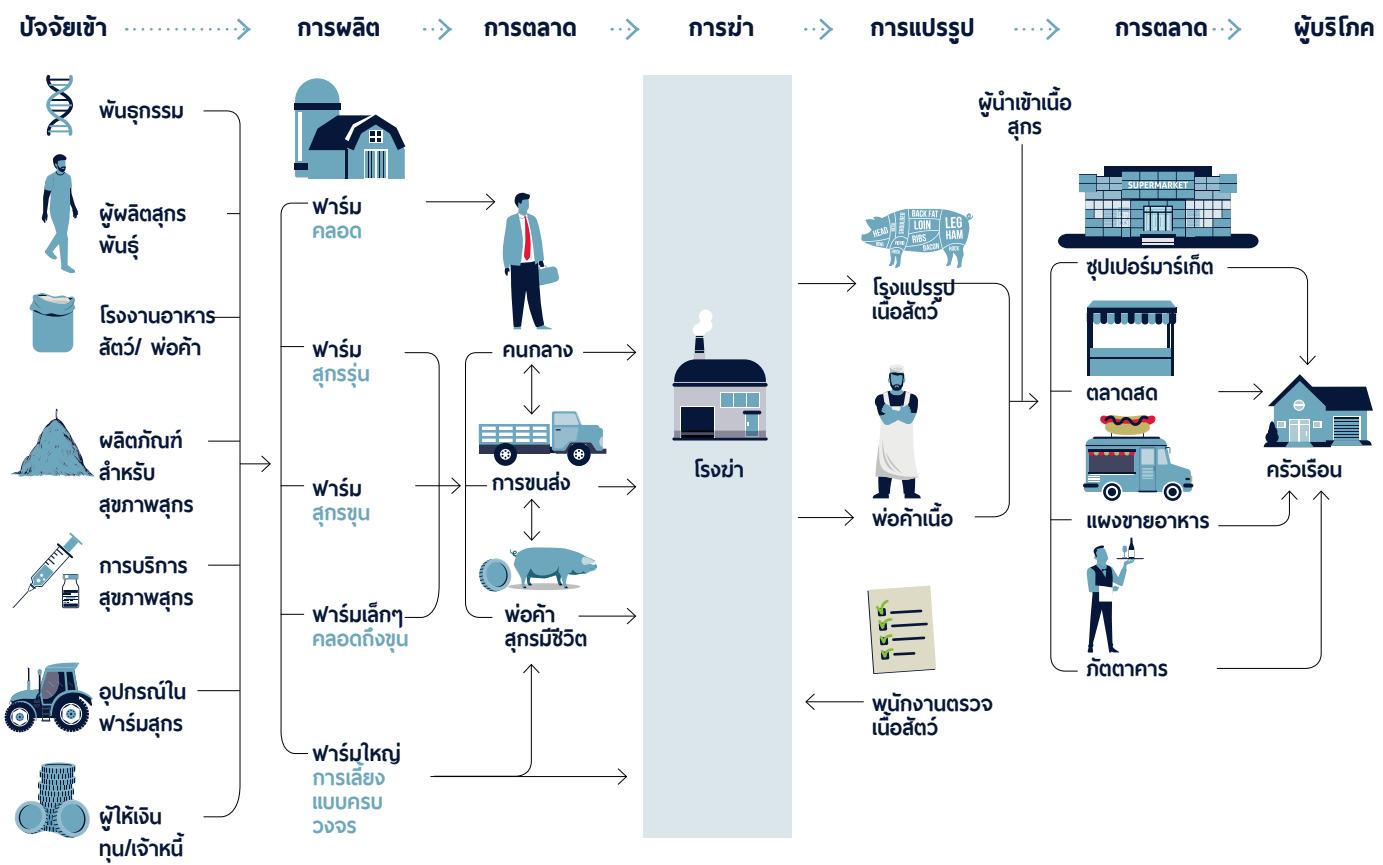 ปัจจัยเข้า
การผลิต
การตลาด
การฆ่า
การแปรรูป
การตลาด
ผู้บริโภค
พันธุกรรม
ผู้ผลิตสุกร
พันธุ์
โรงงานอาหาร
สัตว์/ พ่อค้า
ผลิตภัณฑ์
สำหรับ
สุขภาพสุกร
การบริการ
สุขภาพสุกร
อุปกรณ์ใน
ฟาร์มสุกร
ผู้ให้เงิน
ทุน/เจ้าหนี้
ฟาร์ม
คลอด
ฟาร์ม
สุกรรุ่น
ฟาร์ม
สุกรขุน
ฟาร์มเล็กๆ
คลอดถึงขุน
ฟาร์มใหญ่
การเลี้ยง
แบบครบ
วงจร
คนกลาง
การขนส่ง
พ่อค้า
สุกรมีชีวิต
โรงฆ่า
HEAD
BACK FAT
LOIN
RIBS
BACON
LEG
HAM
โรงแปรรูป
เนื้อสัตว์
พ่อค้าเนื้อ
พนักงานตรวจ
เนื้อสัตว์
ผู้นำเข้าเนื้อ
สุกร
SUPERMARKET
ซุปเปอร์มาร์เก็ต
ตลาดสด
แผงขายอาหาร
ภัตตาคาร
ครัวเรือน